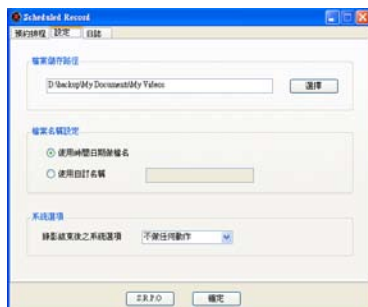 Scheduled Record
預約排程 設定 日誌
檔案儲存路徑
D:\backup\My Documents\My Videos 選擇
檔案名稱設定
使用時間日期做檔名
使用自訂名稱
系統選項
錄影結束後之系統選項 不做任何動作
S.R.P.O 確定